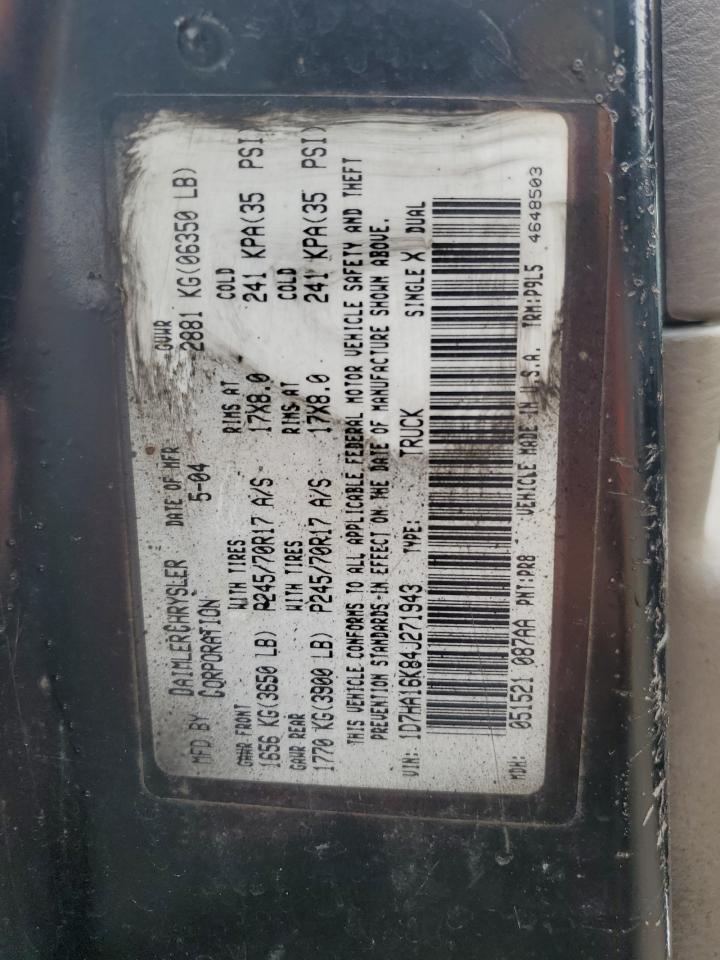 MFD BY DAIMLERCHRYSLER CORPORATION DATE OF MFR 5-04 GVWR 2881 KG(06350 LB)
GAWR FRONT WITH TIRES RIMS AT COLD
1656 KG(3650 LB) P245/70R17 A/S 17X8.0 241 KPA(35 PSI)
GAWR REAR WITH TIRES RIMS AT COLD
1770 KG(3900 LB) P245/70R17 A/S 17X8.0 241 KPA(35 PSI)
THIS VEHICLE CONFORMS TO ALL APPLICABLE FEDERAL MOTOR VEHICLE SAFETY AND THEFT
PREVENTION STANDARDS IN EFFECT ON THE DATE OF MANUFACTURE SHOWN ABOVE.
VIN: 1D7HA16K84J271943 TYPE: TRUCK SINGLE X DUAL
MDH: 051521 087AA PNT:PR8 VEHICLE MADE IN U.S.A. TRM:P9L5 4648503